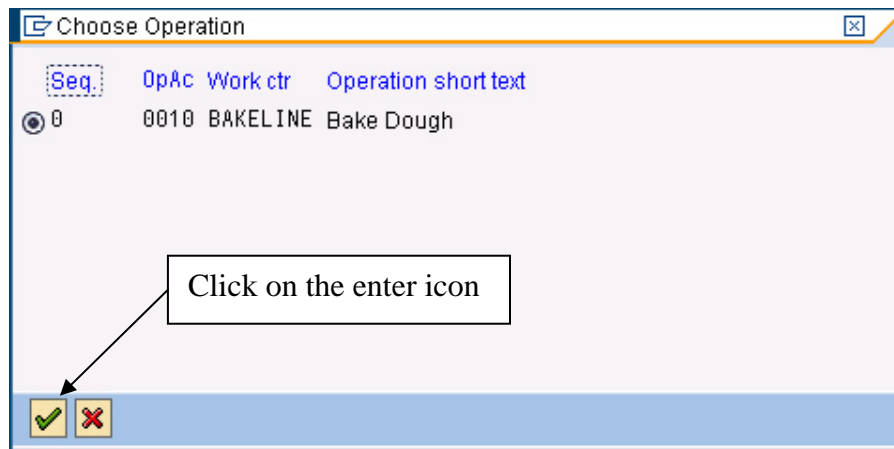 Choose Operation
Seq. OpAc Work ctr Operation short text
0 0010 BAKELINE Bake Dough
Click on the enter icon